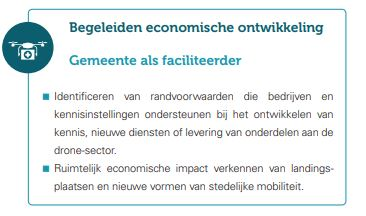 Begeleiden economische ontwikkeling
Gemeente als faciliteerder
Identificeren van randvoorwaarden die bedrijven en
kennisinstellingen ondersteunen bij het ontwikkelen van
kennis, nieuwe diensten of levering van onderdelen aan de
drone-sector.
Ruimtelijk economische impact verkennen van landings-
plaatsen en nieuwe vormen van stedelijke mobiliteit.